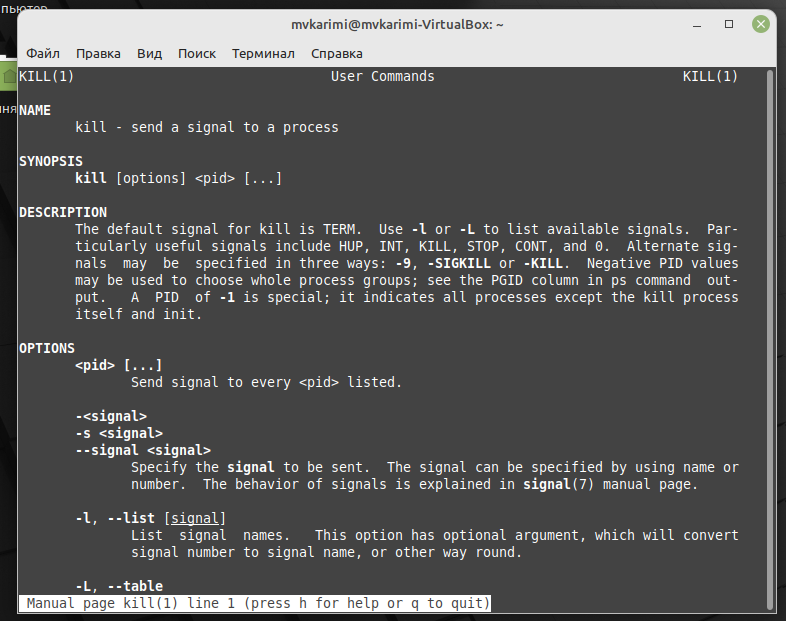 пьютер
mvkarimi@mvkarimi-VirtualBox: ~
Файл Правка Вид Поиск Терминал Справка
KILL(1) User Commands KILL(1)
NAME
kill - send a signal to a process
SYNOPSIS
kill [options] <pid> [...]
DESCRIPTION
The default signal for kill is TERM. Use -l or -L to list available signals. Par-
ticularly useful signals include HUP, INT, KILL, STOP, CONT, and 0. Alternate sig-
nals may be specified in three ways: -9, -SIGKILL or -KILL. Negative PID values
may be used to choose whole process groups; see the PGID column in ps command out-
put. A PID of -1 is special; it indicates all processes except the kill process
itself and init.
OPTIONS
<pid> [...]
Send signal to every <pid> listed.
-<signal>
-s <signal>
--signal <signal>
Specify the signal to be sent. The signal can be specified by using name or
number. The behavior of signals is explained in signal(7) manual page.
-l, --list [signal]
List signal names. This option has optional argument, which will convert
signal number to signal name, or other way round.
-L, --table
Manual page kill(1) line 1 (press h for help or q to quit)